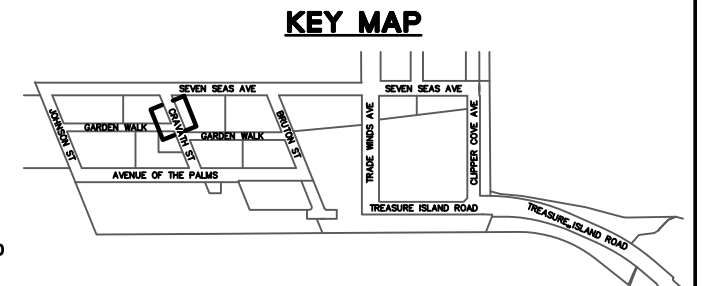 KEY MAP
SEVEN SEAS AVE
SEVEN SEAS AVE
JOHNSON ST
GARDEN WALK
CRAVATH ST
GARDEN WALK
BRUTON ST
TRADE WINDS AVE
CLIPPER COVE AVE
AVENUE OF THE PALMS
TREASURE ISLAND ROAD
TREASURE ISLAND ROAD